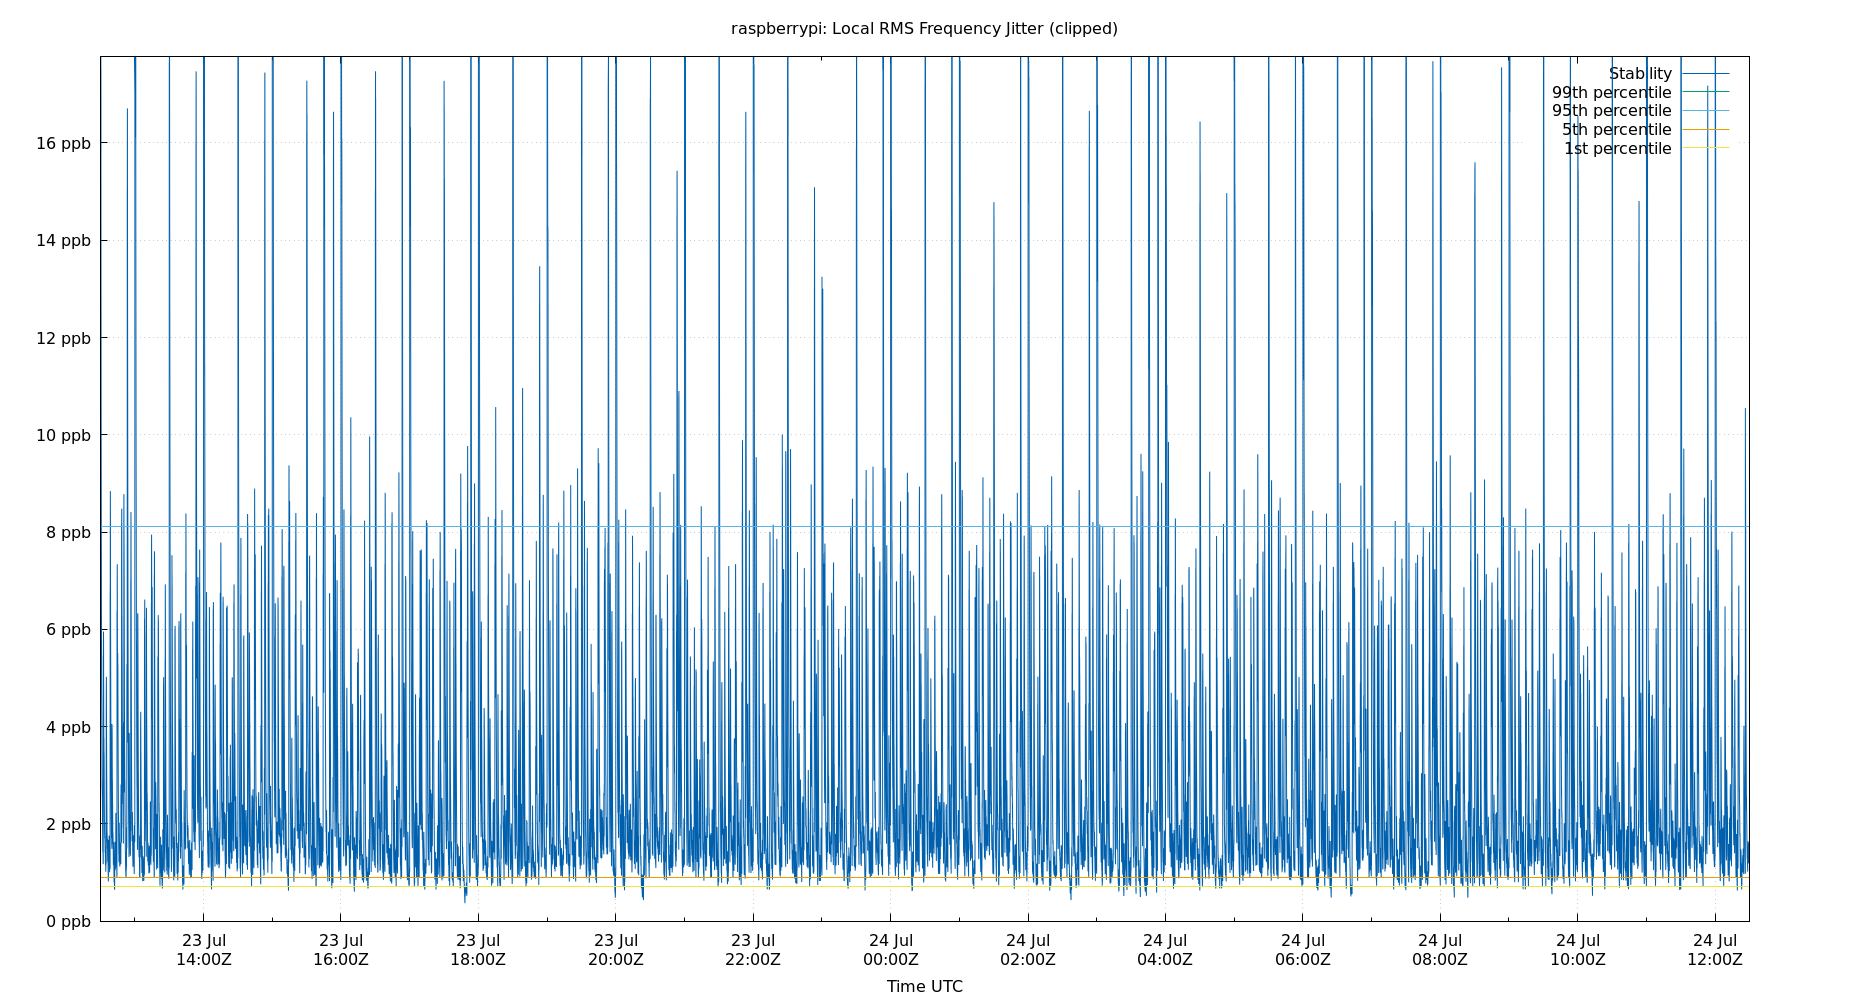 raspberrypi: Local RMS Frequency Jitter (clipped)
Stability
99th percentile
95th percentile
5th percentile
1st percentile
16 ppb
14 ppb
12 ppb
10 ppb
8 ppb
6 ppb
4 ppb
2 ppb
0 ppb
23 Jul 23 Jul 23 Jul 23 Jul 23 Jul 24 Jul 24 Jul 24 Jul 24 Jul 24 Jul 24 Jul 24 Jul
14:00Z 16:00Z 18:00Z 20:00Z 22:00Z 00:00Z 02:00Z 04:00Z 06:00Z 08:00Z 10:00Z 12:00Z
Time UTC